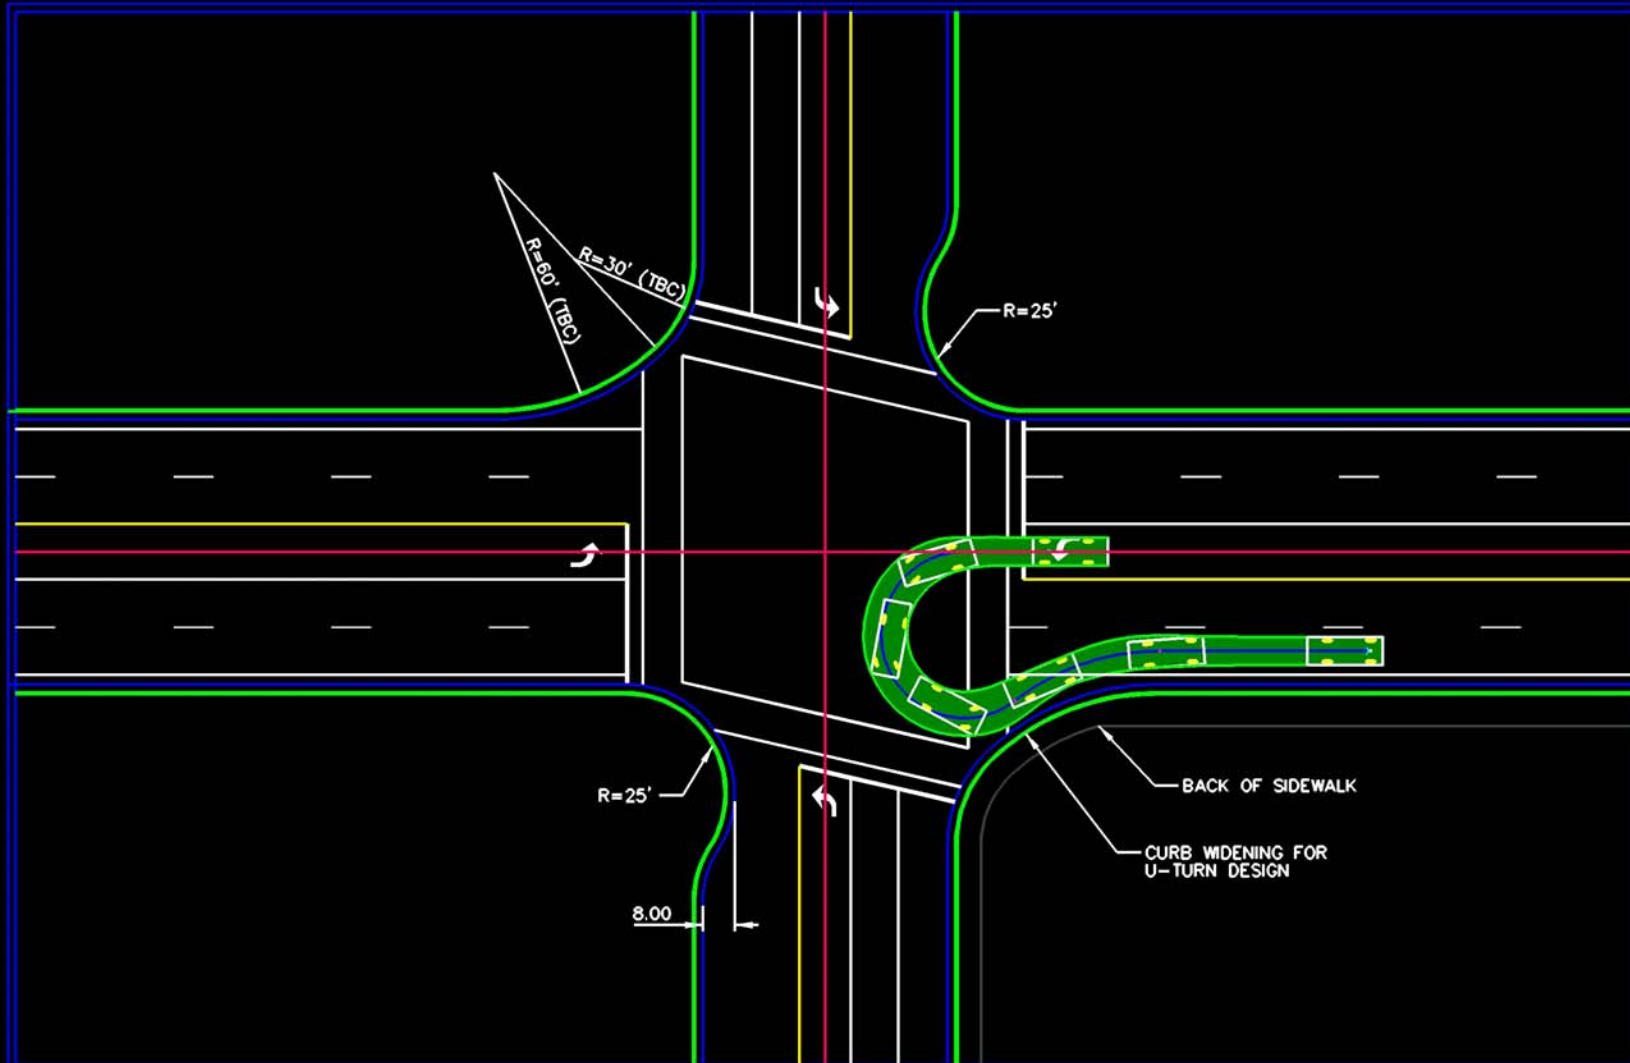 R=60' (TBC)
R=30' (TBC)
R=25'
R=25'
8.00
BACK OF SIDEWALK
CURB WIDENING FOR
U-TURN DESIGN